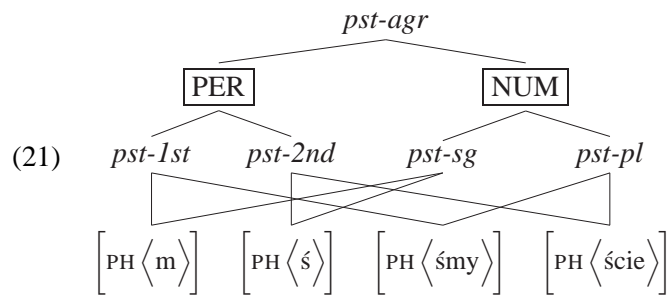 pst-agr
PER NUM
(21) pst-1st pst-2nd pst-sg pst-pl
[PH ⟨m⟩] [PH ⟨ś⟩] [PH ⟨śmy⟩] [PH ⟨ście⟩]